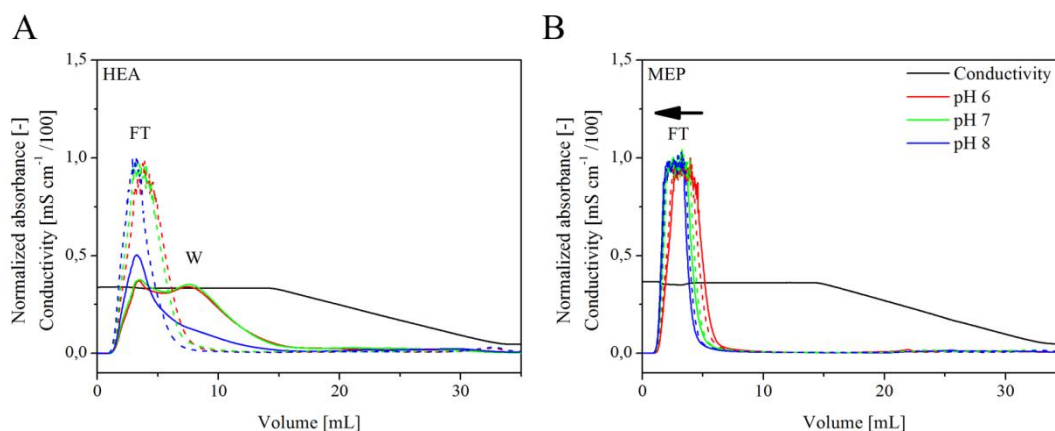 A
HEA
FT
W
1,5
1,0
0,5
0,0
0
10
20
30
Volume [mL]
Normalized absorbance [-]
Conductivity [mS cm⁻¹ /100]
B
MEP
FT
Conductivity
pH 6
pH 7
pH 8
1,5
1,0
0,5
0,0
0
10
20
30
Volume [mL]
Normalized absorbance [-]
Conductivity [mS cm⁻¹ /100]